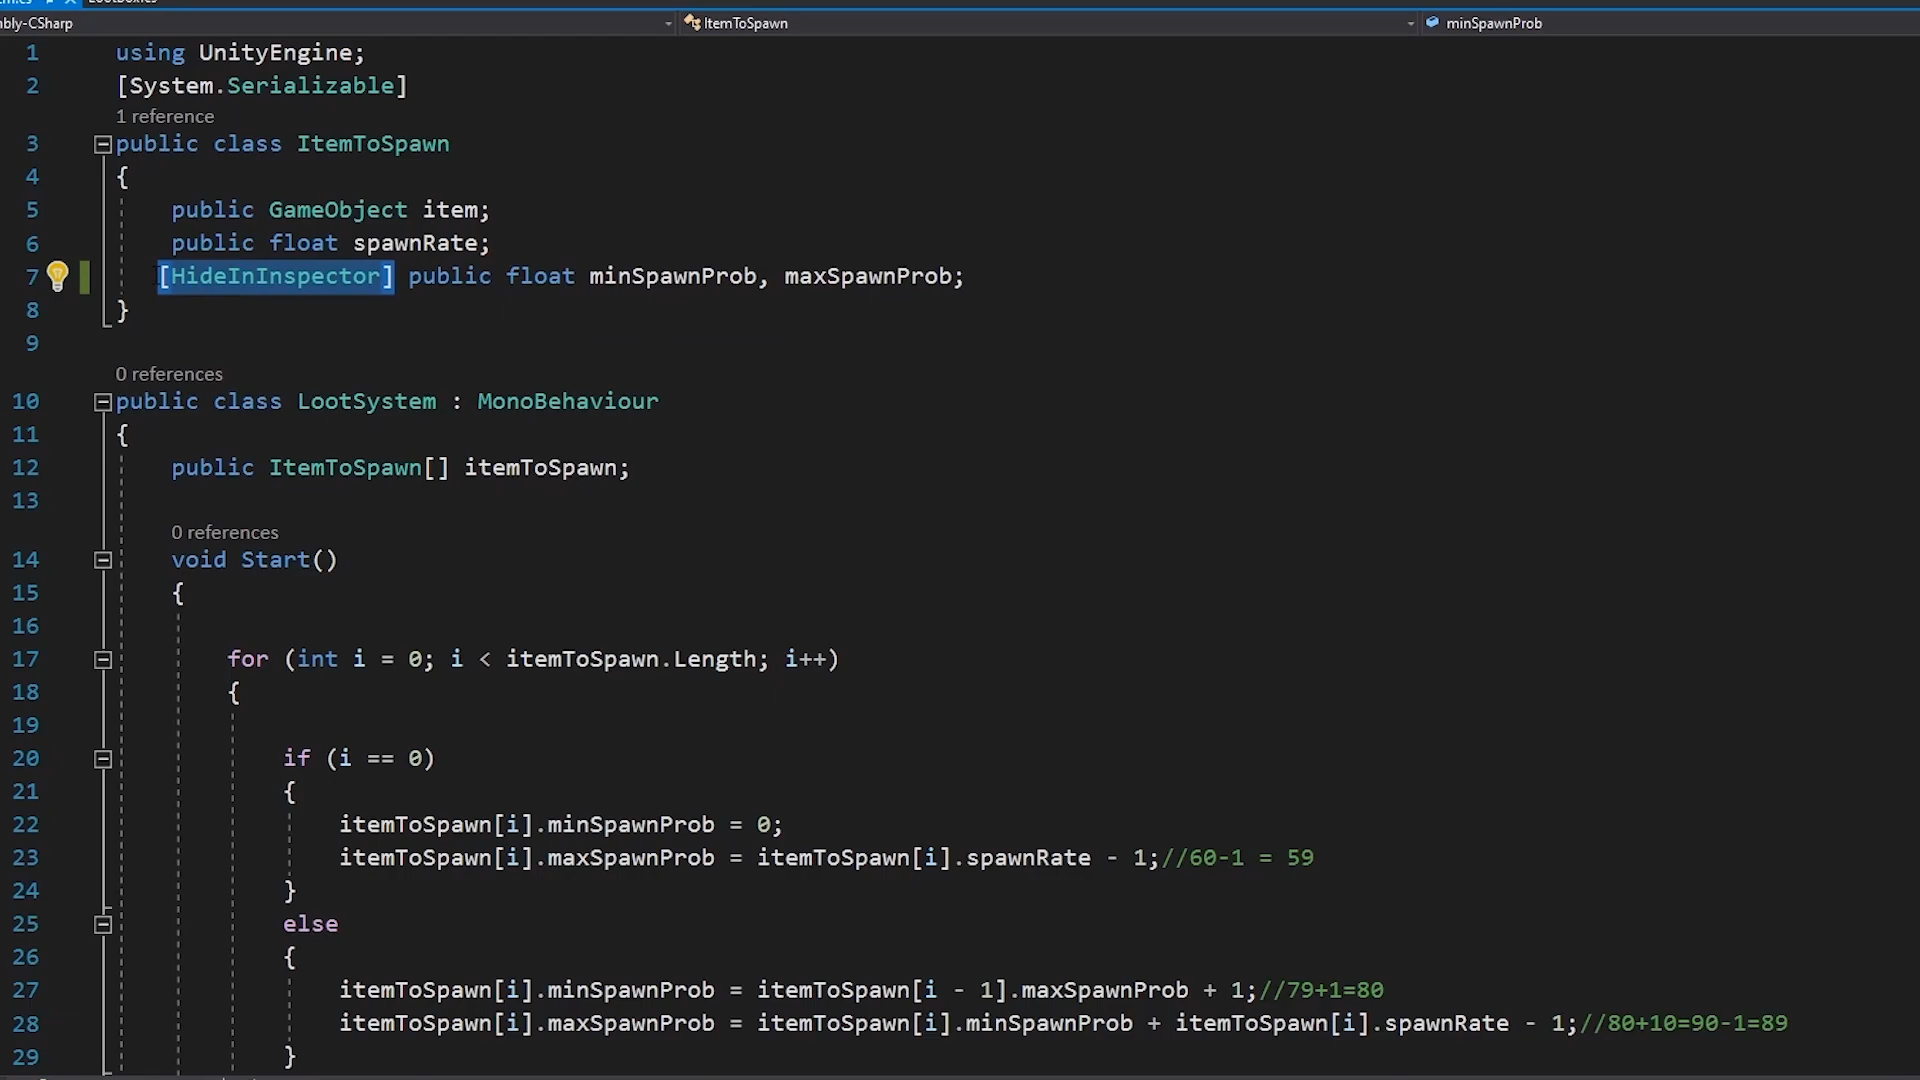 LootBoxes
bly-CSharp ItemToSpawn minSpawnProb
1 using UnityEngine;
2 [System.Serializable]
1 reference
3 public class ItemToSpawn
4 {
5 public GameObject item;
6 public float spawnRate;
7 [HideInInspector] public float minSpawnProb, maxSpawnProb;
8 }
9
0 references
10 public class LootSystem : MonoBehaviour
11 {
12 public ItemToSpawn[] itemToSpawn;
13
0 references
14 void Start()
15 {
16
17 for (int i = 0; i < itemToSpawn.Length; i++)
18 {
19
20 if (i == 0)
21 {
22 itemToSpawn[i].minSpawnProb = 0;
23 itemToSpawn[i].maxSpawnProb = itemToSpawn[i].spawnRate - 1;//60-1 = 59
24 }
25 else
26 {
27 itemToSpawn[i].minSpawnProb = itemToSpawn[i - 1].maxSpawnProb + 1;//79+1=80
28 itemToSpawn[i].maxSpawnProb = itemToSpawn[i].minSpawnProb + itemToSpawn[i].spawnRate - 1;//80+10=90-1=89
29 }